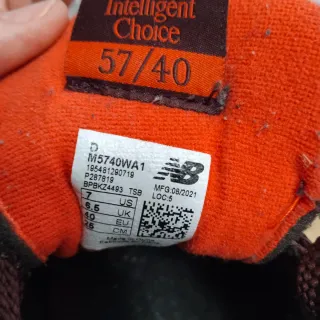 Intelligent
Choice
57/40
D
M5740WA1
195481290719
P287819
BPBKZ4493 TSB
7 US
6.5 UK
40 EU
25 CM
MFG:08/2021
LOC:5